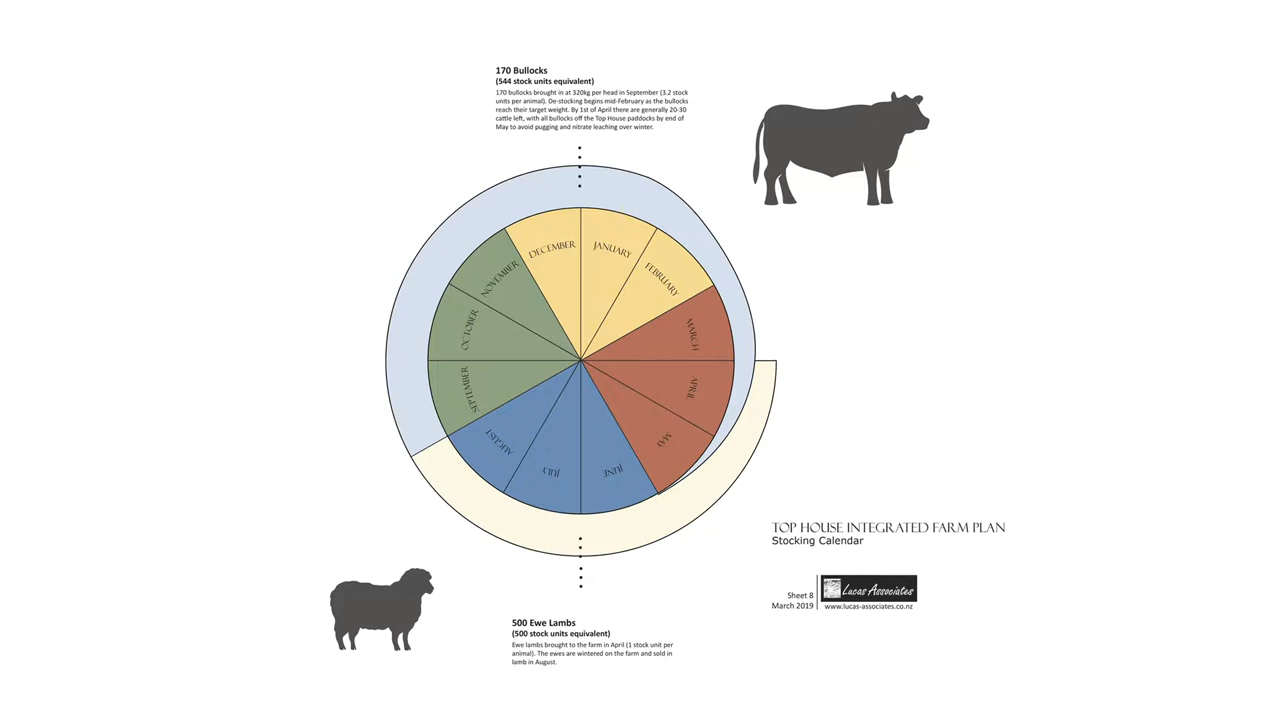 170 Bullocks
(544 stock units equivalent)
170 bullocks brought in at 320kg per head in September (3.2 stock
units per animal). De-stocking begins mid-February as the bullocks
reach their target weight. By 1st of April there are generally 20-30
cattle left, with all bullocks off the Top House paddocks by end of
May to avoid pugging and nitrate leaching over winter.
DECEMBER
JANUARY
FEBRUARY
MARCH
APRIL
MAY
JUNE
JULY
AUGUST
SEPTEMBER
OCTOBER
NOVEMBER
TOP HOUSE INTEGRATED FARM PLAN
Stocking Calendar
Sheet 8
March 2019
Lucas Associates
www.lucas-associates.co.nz
500 Ewe Lambs
(500 stock units equivalent)
Ewe lambs brought to the farm in April (1 stock unit per
animal). The ewes are wintered on the farm and sold in
lamb in August.